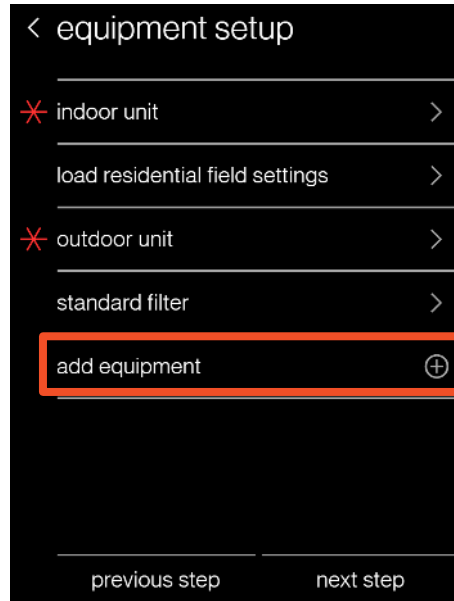 equipment setup
indoor unit
load residential field settings
outdoor unit
standard filter
add equipment
previous step next step